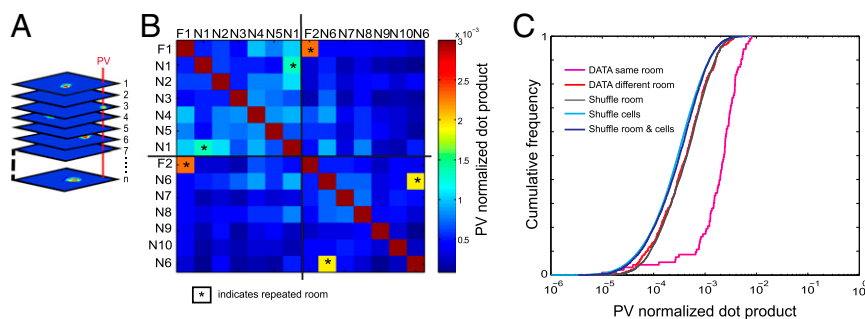 A
PV
1
2
3
4
5
6
7
n
B
F1 N1 N2 N3 N4 N5 N1 F2 N6 N7 N8 N9 N10 N6
F1
N1
N2
N3
N4
N5
N1
F2
N6
N7
N8
N9
N10
N6
* indicates repeated room
x 10⁻³
3
2.5
2
1.5
1
0.5
PV normalized dot product
C
Cumulative frequency
1
0
DATA same room
DATA different room
Shuffle room
Shuffle cells
Shuffle room & cells
10⁻⁶ 10⁻⁵ 10⁻⁴ 10⁻³ 10⁻² 10⁻¹ 10⁰
PV normalized dot product